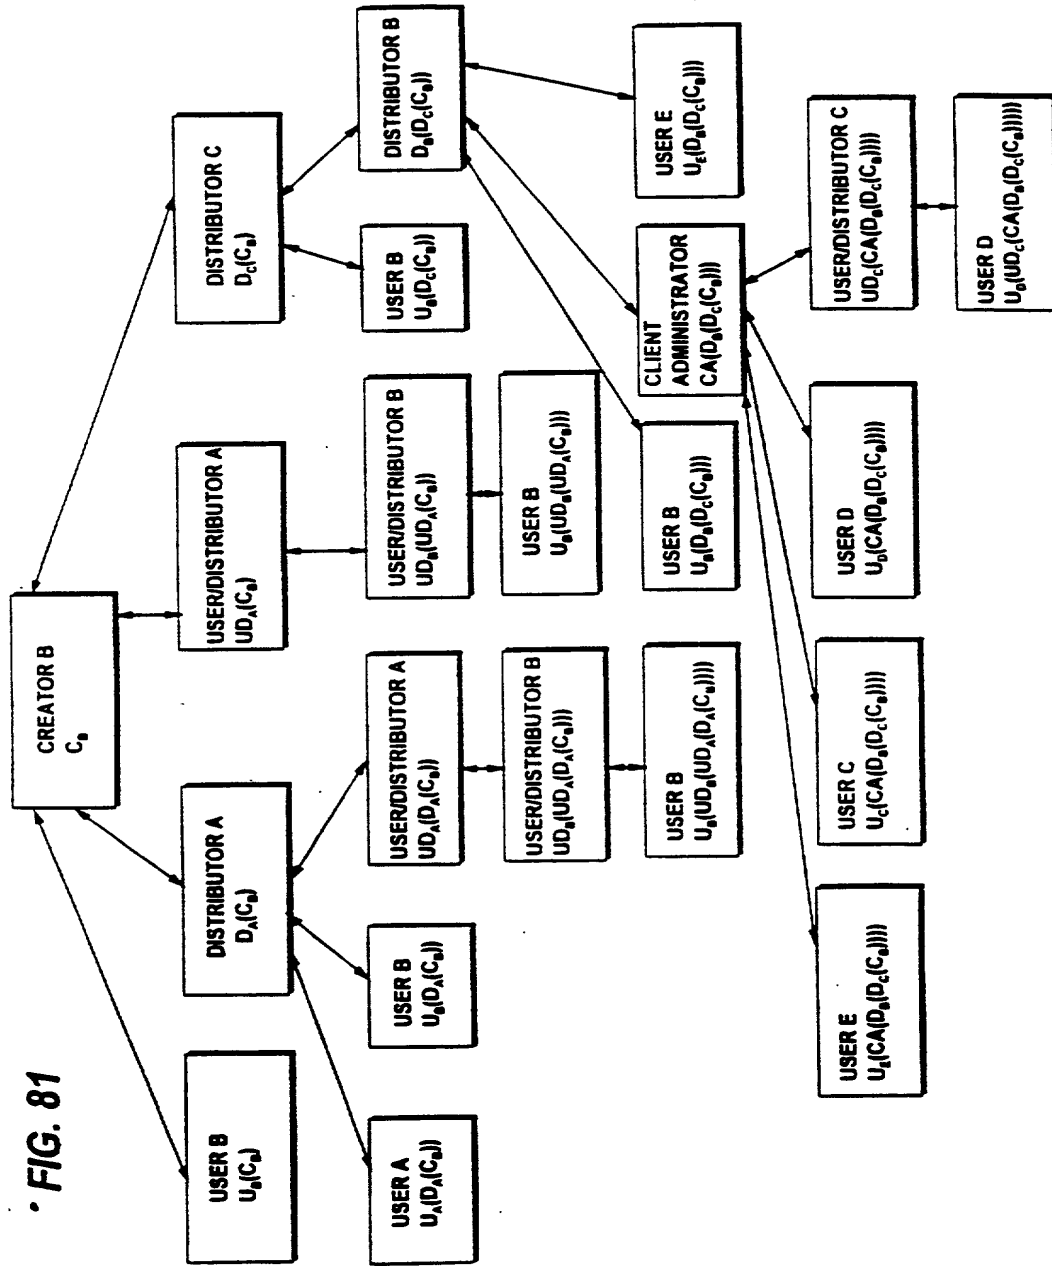 FIG. 81
CREATOR B
C_B
USER B
U_B(C_B)
DISTRIBUTOR A
D_A(C_B)
USER/DISTRIBUTOR A
UD_A(C_B)
DISTRIBUTOR C
D_C(C_B)
USER A
U_A(D_A(C_B))
USER B
U_B(D_A(C_B))
USER/DISTRIBUTOR A
UD_A(D_A(C_B))
USER/DISTRIBUTOR B
UD_B(UD_A(C_B))
USER B
U_B(D_C(C_B))
DISTRIBUTOR B
D_B(D_C(C_B))
USER/DISTRIBUTOR B
UD_B(UD_A(D_A(C_B)))
USER B
U_B(UD_B(UD_A(C_B)))
USER B
U_B(UD_B(UD_A(D_A(C_B))))
USER B
U_B(D_B(D_C(C_B)))
CLIENT
ADMINISTRATOR
CA(D_B(D_C(C_B)))
USER E
U_E(D_B(D_C(C_B)))
USER E
U_E(CA(D_B(D_C(C_B))))
USER C
U_C(CA(D_B(D_C(C_B))))
USER D
U_D(CA(D_B(D_C(C_B))))
USER/DISTRIBUTOR C
UD_C(CA(D_B(D_C(C_B))))
USER D
U_D(UD_C(CA(D_B(D_C(C_B)))))